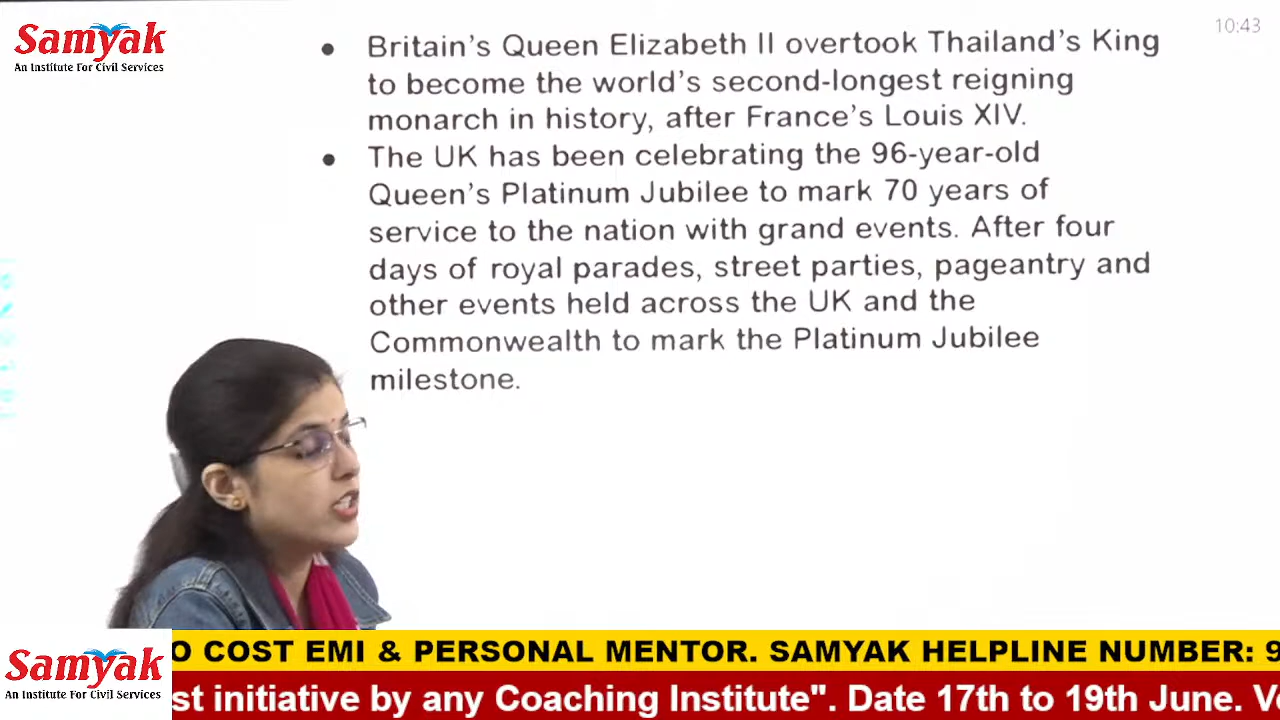 Samyak
An Institute For Civil Services
10:43
• Britain's Queen Elizabeth II overtook Thailand's King
to become the world's second-longest reigning
monarch in history, after France's Louis XIV.
• The UK has been celebrating the 96-year-old
Queen's Platinum Jubilee to mark 70 years of
service to the nation with grand events. After four
days of royal parades, street parties, pageantry and
other events held across the UK and the
Commonwealth to mark the Platinum Jubilee
milestone.
Samyak
An Institute For Civil Services
O COST EMI & PERSONAL MENTOR. SAMYAK HELPLINE NUMBER: 9
st initiative by any Coaching Institute". Date 17th to 19th June. V